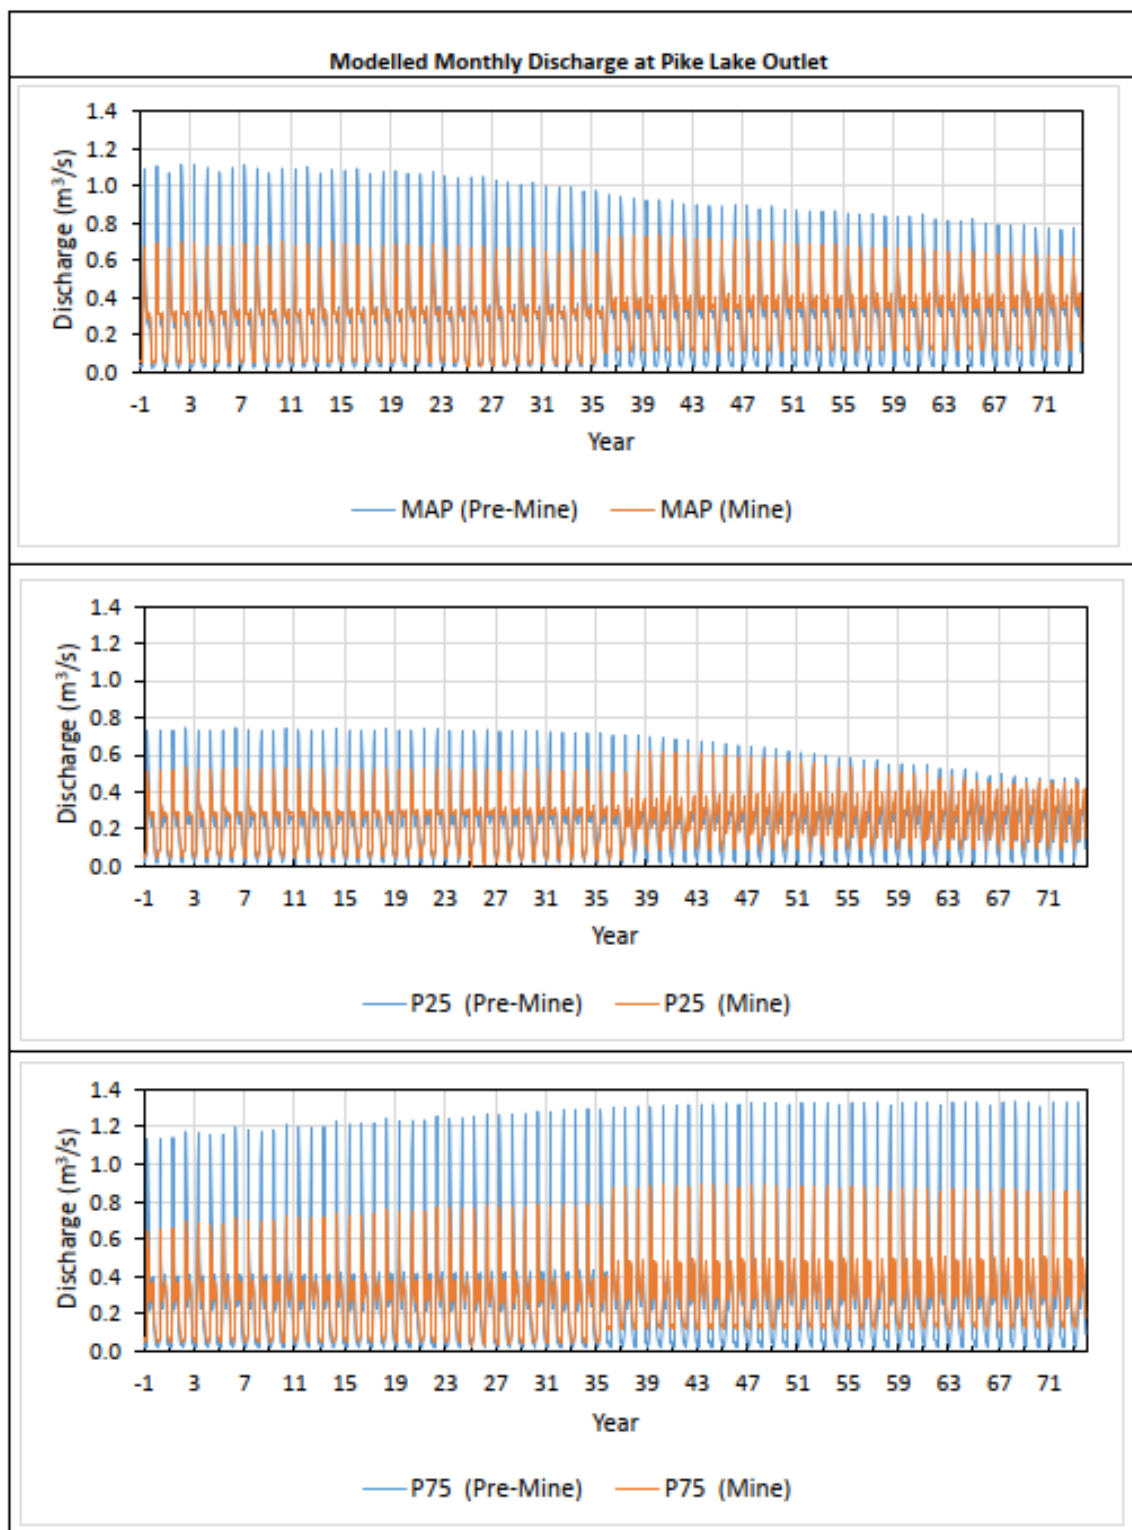 Modelled Monthly Discharge at Pike Lake Outlet
1.4
1.2
1.0
0.8
0.6
0.4
0.2
0.0
Discharge (m³/s)
-1 3 7 11 15 19 23 27 31 35 39 43 47 51 55 59 63 67 71
Year
MAP (Pre-Mine) MAP (Mine)
1.4
1.2
1.0
0.8
0.6
0.4
0.2
0.0
Discharge (m³/s)
-1 3 7 11 15 19 23 27 31 35 39 43 47 51 55 59 63 67 71
Year
P25 (Pre-Mine) P25 (Mine)
1.4
1.2
1.0
0.8
0.6
0.4
0.2
0.0
Discharge (m³/s)
-1 3 7 11 15 19 23 27 31 35 39 43 47 51 55 59 63 67 71
Year
P75 (Pre-Mine) P75 (Mine)